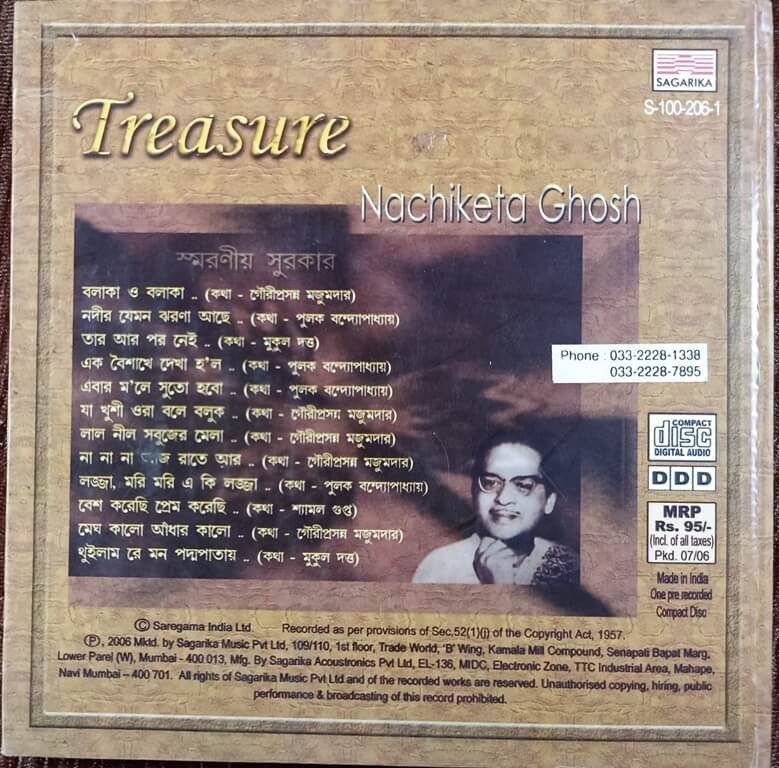 SAGARIKA
S-100-206-1
Treasure
Nachiketa Ghosh
স্মরণীয় সুরকার
বলাকা ও বলাকা .. (কথা - গৌরীপ্রসন্ন মজুমদার)
নদীর যেমন ঝরণা আছে .. (কথা - পুলক বন্দ্যোপাধ্যায়)
তার আর পর নেই .. (কথা - মুকুল দত্ত)
এক বৈশাখে দেখা হ'ল .. (কথা - পুলক বন্দ্যোপাধ্যায়)
এবার ম'লে সুতো হবো .. (কথা - পুলক বন্দ্যোপাধ্যায়)
যা খুশী ওরা বলে বলুক .. (কথা - গৌরীপ্রসন্ন মজুমদার)
লাল নীল সবুজের মেলা .. (কথা - গৌরীপ্রসন্ন মজুমদার)
না না না রাতে আর .. (কথা - গৌরীপ্রসন্ন মজুমদার)
লজ্জা, মরি মরি এ কি লজ্জা .. (কথা - পুলক বন্দ্যোপাধ্যায়)
বেশ করেছি প্রেম করেছি .. (কথা - শ্যামল গুপ্ত)
মেঘ কালো আঁধার কালো .. (কথা - গৌরীপ্রসন্ন মজুমদার)
থুইলাম রে মন পদ্মপাতায় .. (কথা - মুকুল দত্ত)
Phone : 033-2228-1338
033-2228-7895
COMPACT
disc
DIGITAL AUDIO
D D D
MRP
Rs. 95/-
(Incl. of all taxes)
Pkd. 07/06
Made in India
One pre recorded
Compact Disc
© Saregama India Ltd. Recorded as per provisions of Sec.52(1)(j) of the Copyright Act, 1957.
℗, 2006 Mktd. by Sagarika Music Pvt Ltd, 109/110, 1st floor, Trade World, 'B' Wing, Kamala Mill Compound, Senapati Bapat Marg,
Lower Parel (W), Mumbai - 400 013, Mfg. By Sagarika Acoustronics Pvt Ltd, EL-136, MIDC, Electronic Zone, TTC Industrial Area, Mahape,
Navi Mumbai – 400 701. All rights of Sagarika Music Pvt Ltd and of the recorded works are reserved. Unauthorised copying, hiring, public
performance & broadcasting of this record prohibited.